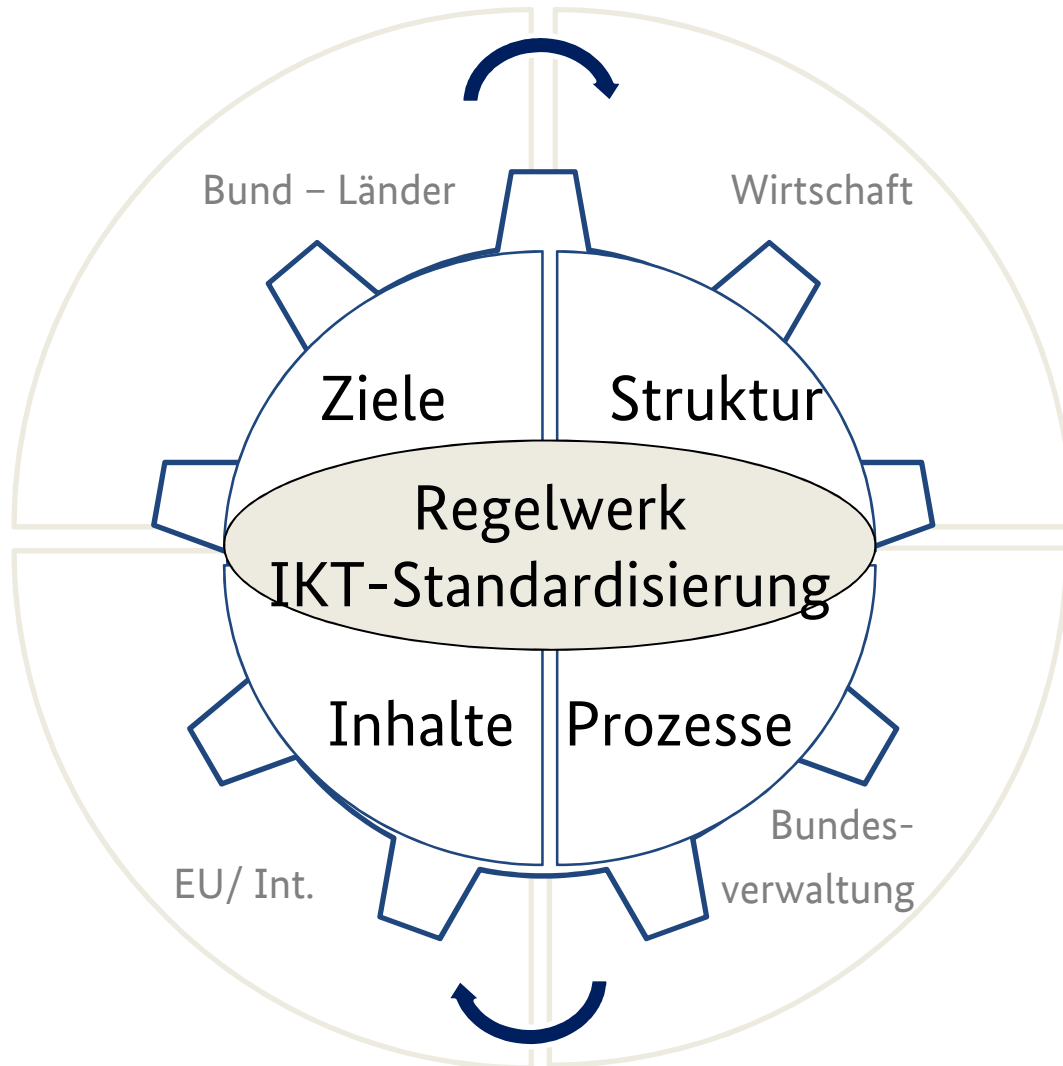 Bund – Länder
Wirtschaft
Ziele
Struktur
Regelwerk
IKT-Standardisierung
Inhalte
Prozesse
EU/ Int.
Bundes-
verwaltung